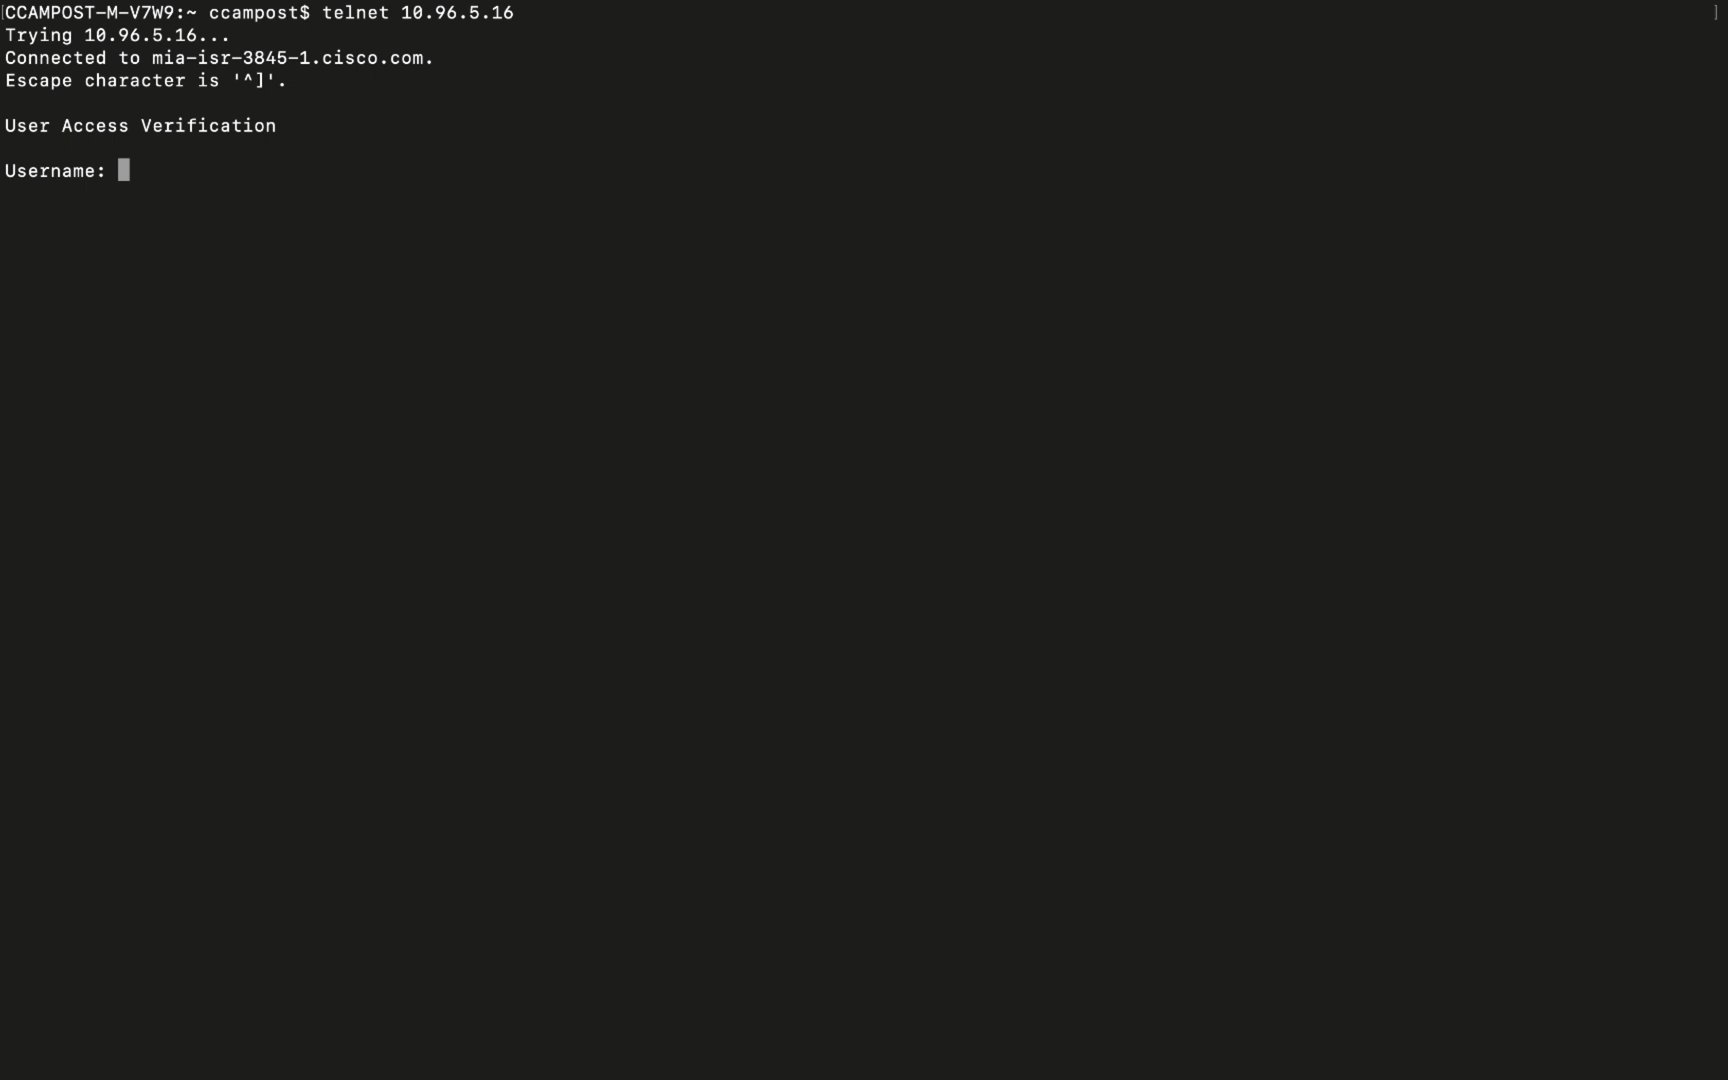 [CCAMPOST-M-V7W9:~ ccampost$ telnet 10.96.5.16 ]
Trying 10.96.5.16...
Connected to mia-isr-3845-1.cisco.com.
Escape character is '^]'.
User Access Verification
Username: